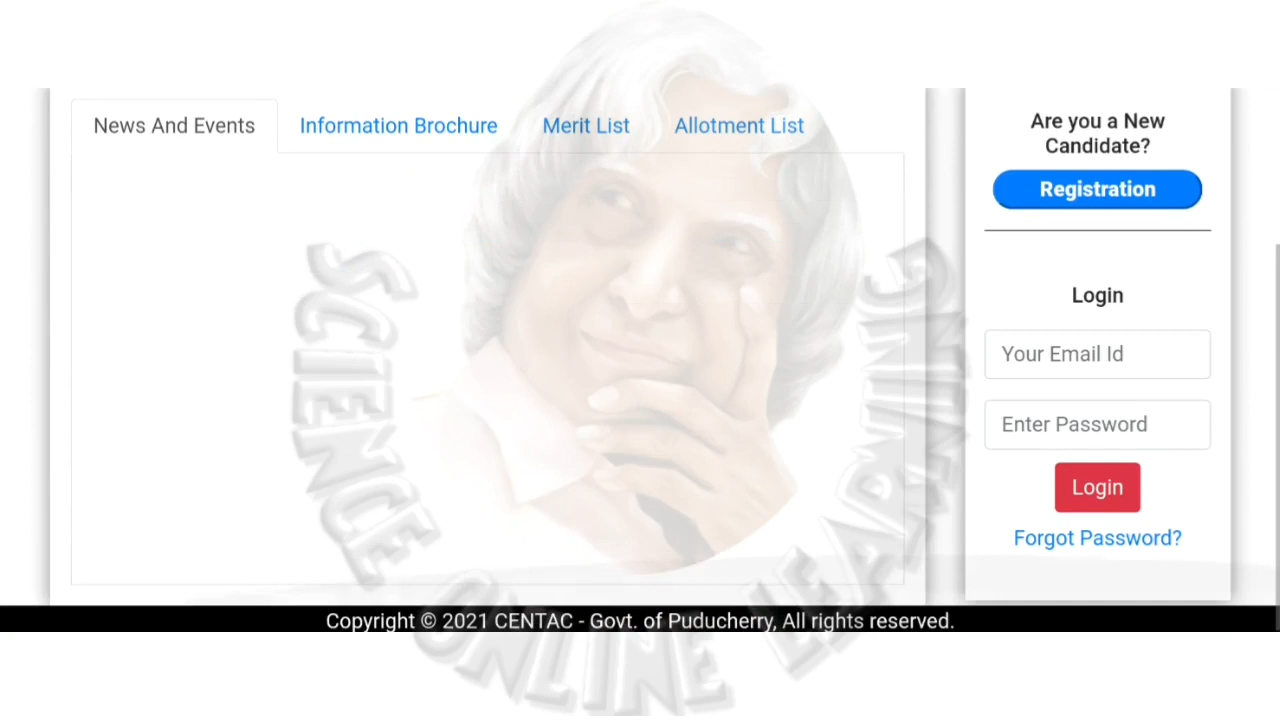 News And Events
Information Brochure
Merit List
Allotment List
Are you a New
Candidate?
Registration
Login
Your Email Id
Enter Password
Login
Forgot Password?
SCIENCE ONLINE LEARNING
Copyright © 2021 CENTAC - Govt. of Puducherry, All rights reserved.